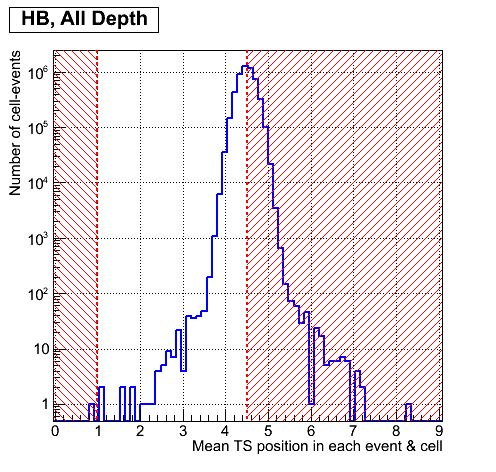 HB, All Depth
Number of cell-events
10^6
10^5
10^4
10^3
10^2
10
1
0 1 2 3 4 5 6 7 8 9
Mean TS position in each event & cell